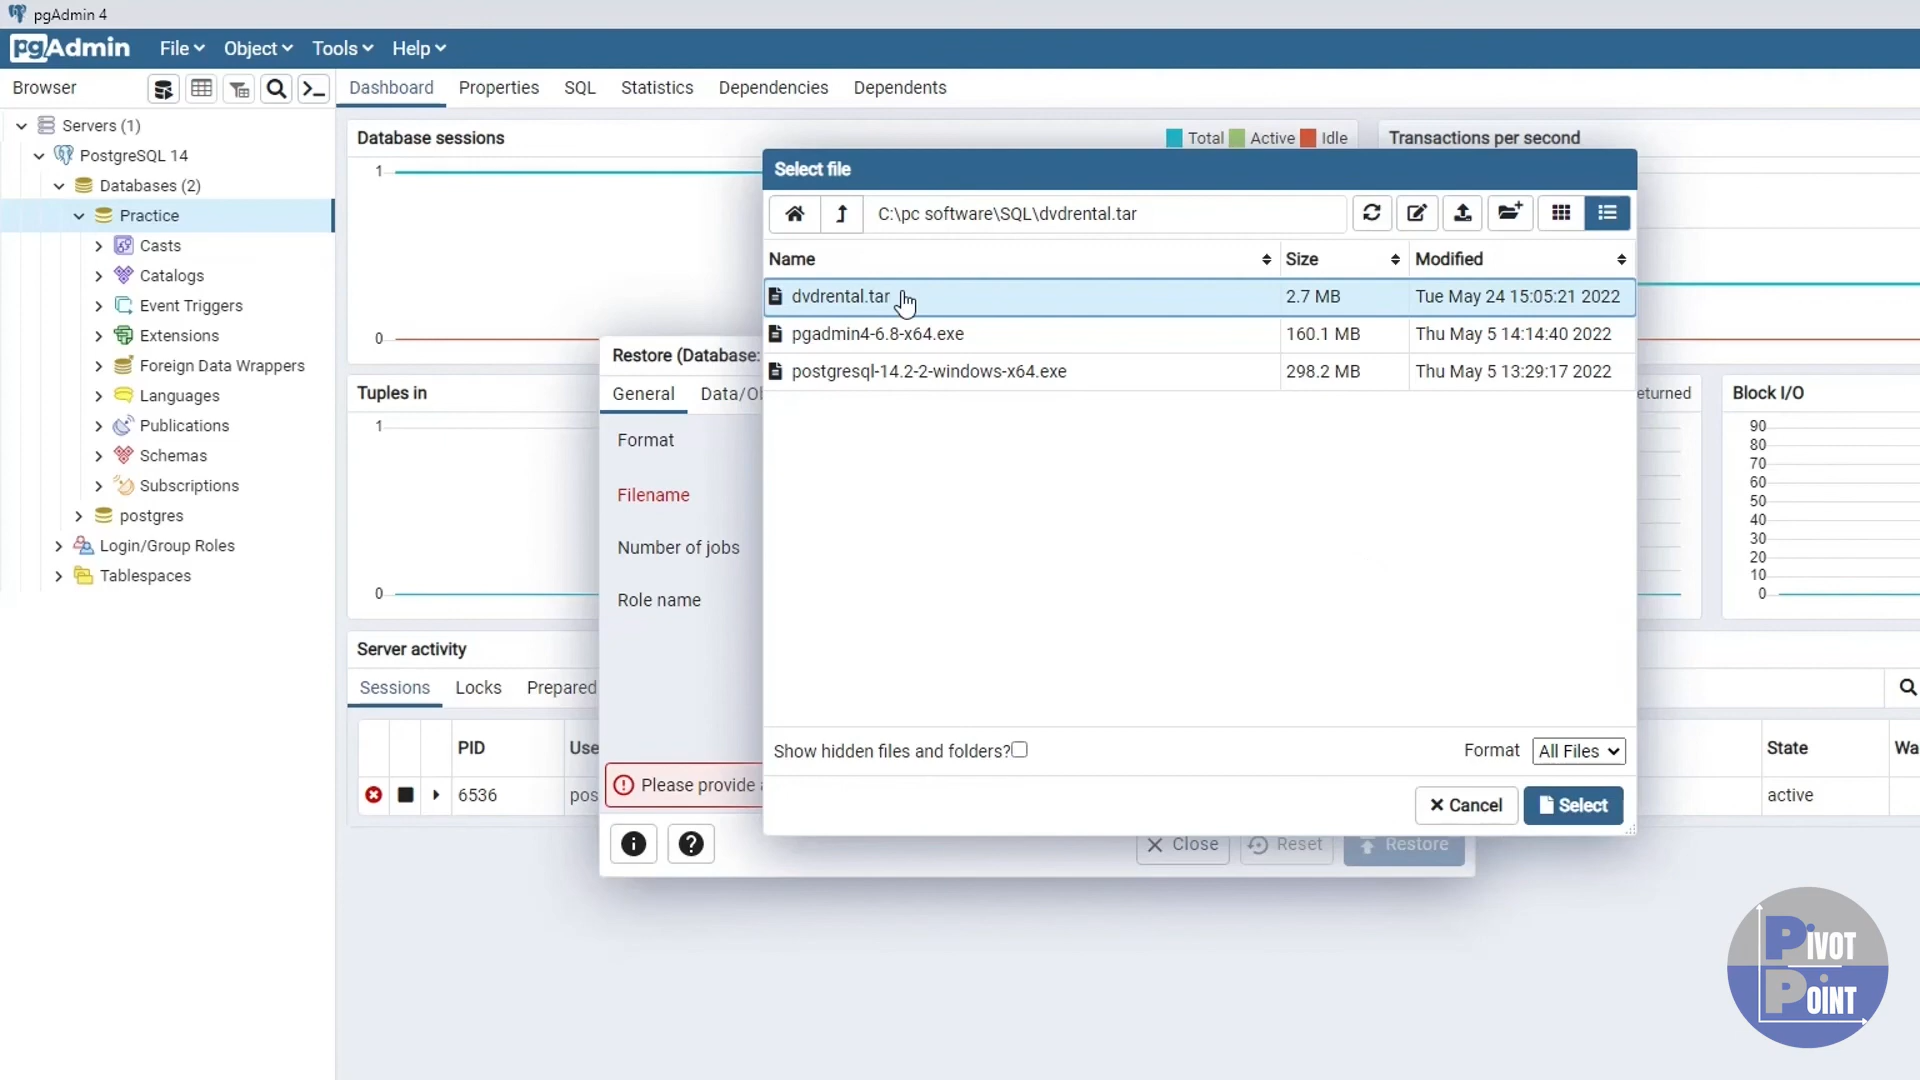 pgAdmin 4
pgAdmin File Object Tools Help
Browser
Dashboard Properties SQL Statistics Dependencies Dependents
Servers (1)
PostgreSQL 14
Databases (2)
Practice
Casts
Catalogs
Event Triggers
Extensions
Foreign Data Wrappers
Languages
Publications
Schemas
Subscriptions
postgres
Login/Group Roles
Tablespaces
Database sessions
Total Active Idle
1
0
Transactions per second
Tuples in
1
0
eturned
Block I/O
90
80
70
60
50
40
30
20
10
0
Server activity
Sessions Locks Prepared
PID Use State Wa
6536 pos active
Restore (Database:
General Data/Ob
Format
Filename
Number of jobs
Role name
Please provide a
Close Reset Restore
Select file
C:\pc software\SQL\dvdrental.tar
Name Size Modified
dvdrental.tar 2.7 MB Tue May 24 15:05:21 2022
pgadmin4-6.8-x64.exe 160.1 MB Thu May 5 14:14:40 2022
postgresql-14.2-2-windows-x64.exe 298.2 MB Thu May 5 13:29:17 2022
Show hidden files and folders? Format All Files
Cancel Select
PIVOT
POINT